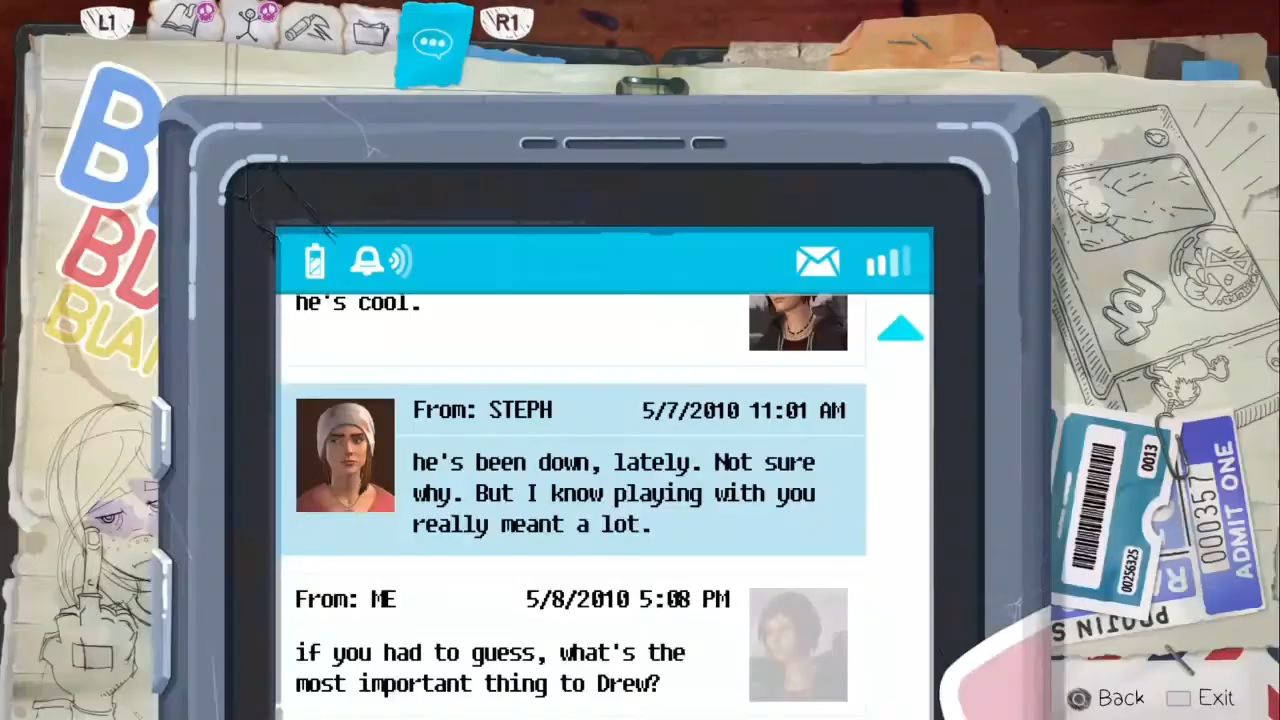 L1
R1
he's cool.
From: STEPH 5/7/2010 11:01 AM
he's been down, lately. Not sure
why. But I know playing with you
really meant a lot.
From: ME 5/8/2010 5:08 PM
if you had to guess, what's the
most important thing to Drew?
0013
00256325
000357
ADMIT ONE
Back
Exit